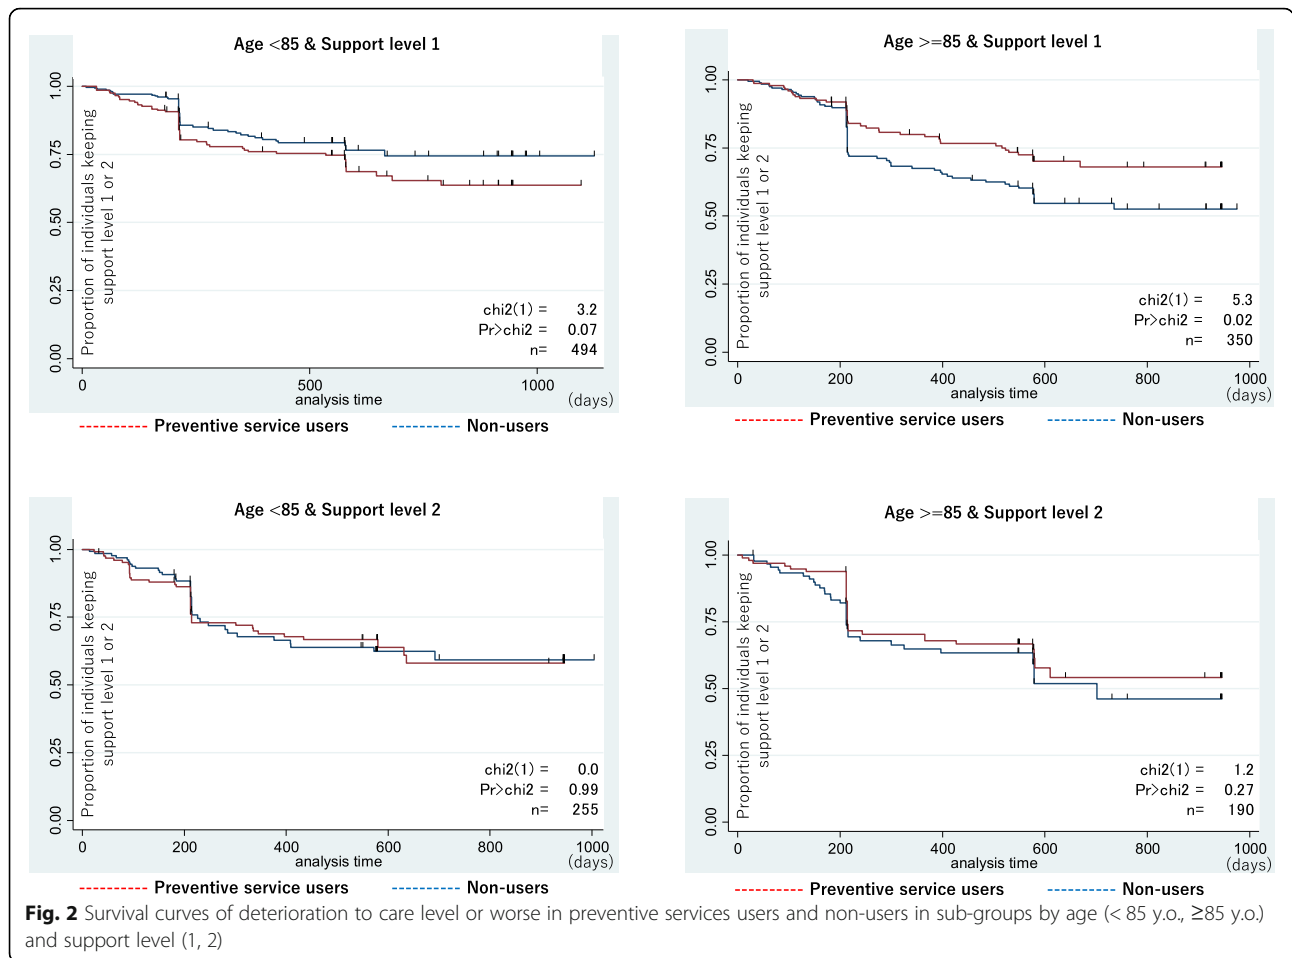 Age <85 & Support level 1
Proportion of individuals keeping
support level 1 or 2
1.00
0.75
0.50
0.25
0.00
chi2(1) = 3.2
Pr>chi2 = 0.07
n= 494
0 500 1000
analysis time
(days)
Preventive service users Non-users
Age >=85 & Support level 1
Proportion of individuals keeping
support level 1 or 2
1.00
0.75
0.50
0.25
0.00
chi2(1) = 5.3
Pr>chi2 = 0.02
n= 350
0 200 400 600 800 1000
analysis time
(days)
Preventive service users Non-users
Age <85 & Support level 2
Proportion of individuals keeping
support level 1 or 2
1.00
0.75
0.50
0.25
0.00
chi2(1) = 0.0
Pr>chi2 = 0.99
n= 255
0 200 400 600 800 1000
analysis time
(days)
Preventive service users Non-users
Age >=85 & Support level 2
Proportion of individuals keeping
support level 1 or 2
1.00
0.75
0.50
0.25
0.00
chi2(1) = 1.2
Pr>chi2 = 0.27
n= 190
0 200 400 600 800 1000
analysis time
(days)
Preventive service users Non-users
Fig. 2 Survival curves of deterioration to care level or worse in preventive services users and non-users in sub-groups by age (< 85 y.o., ≥85 y.o.)
and support level (1, 2)